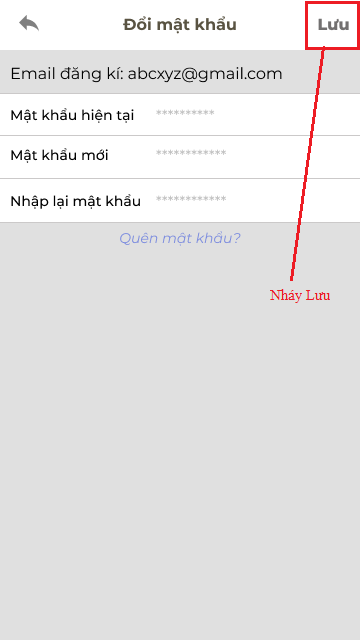 Đổi mật khẩu Lưu
Email đăng kí: abcxyz@gmail.com
Mật khẩu hiện tại **********
Mật khẩu mới ************
Nhập lại mật khẩu ************
Quên mật khẩu?
Nháy Lưu